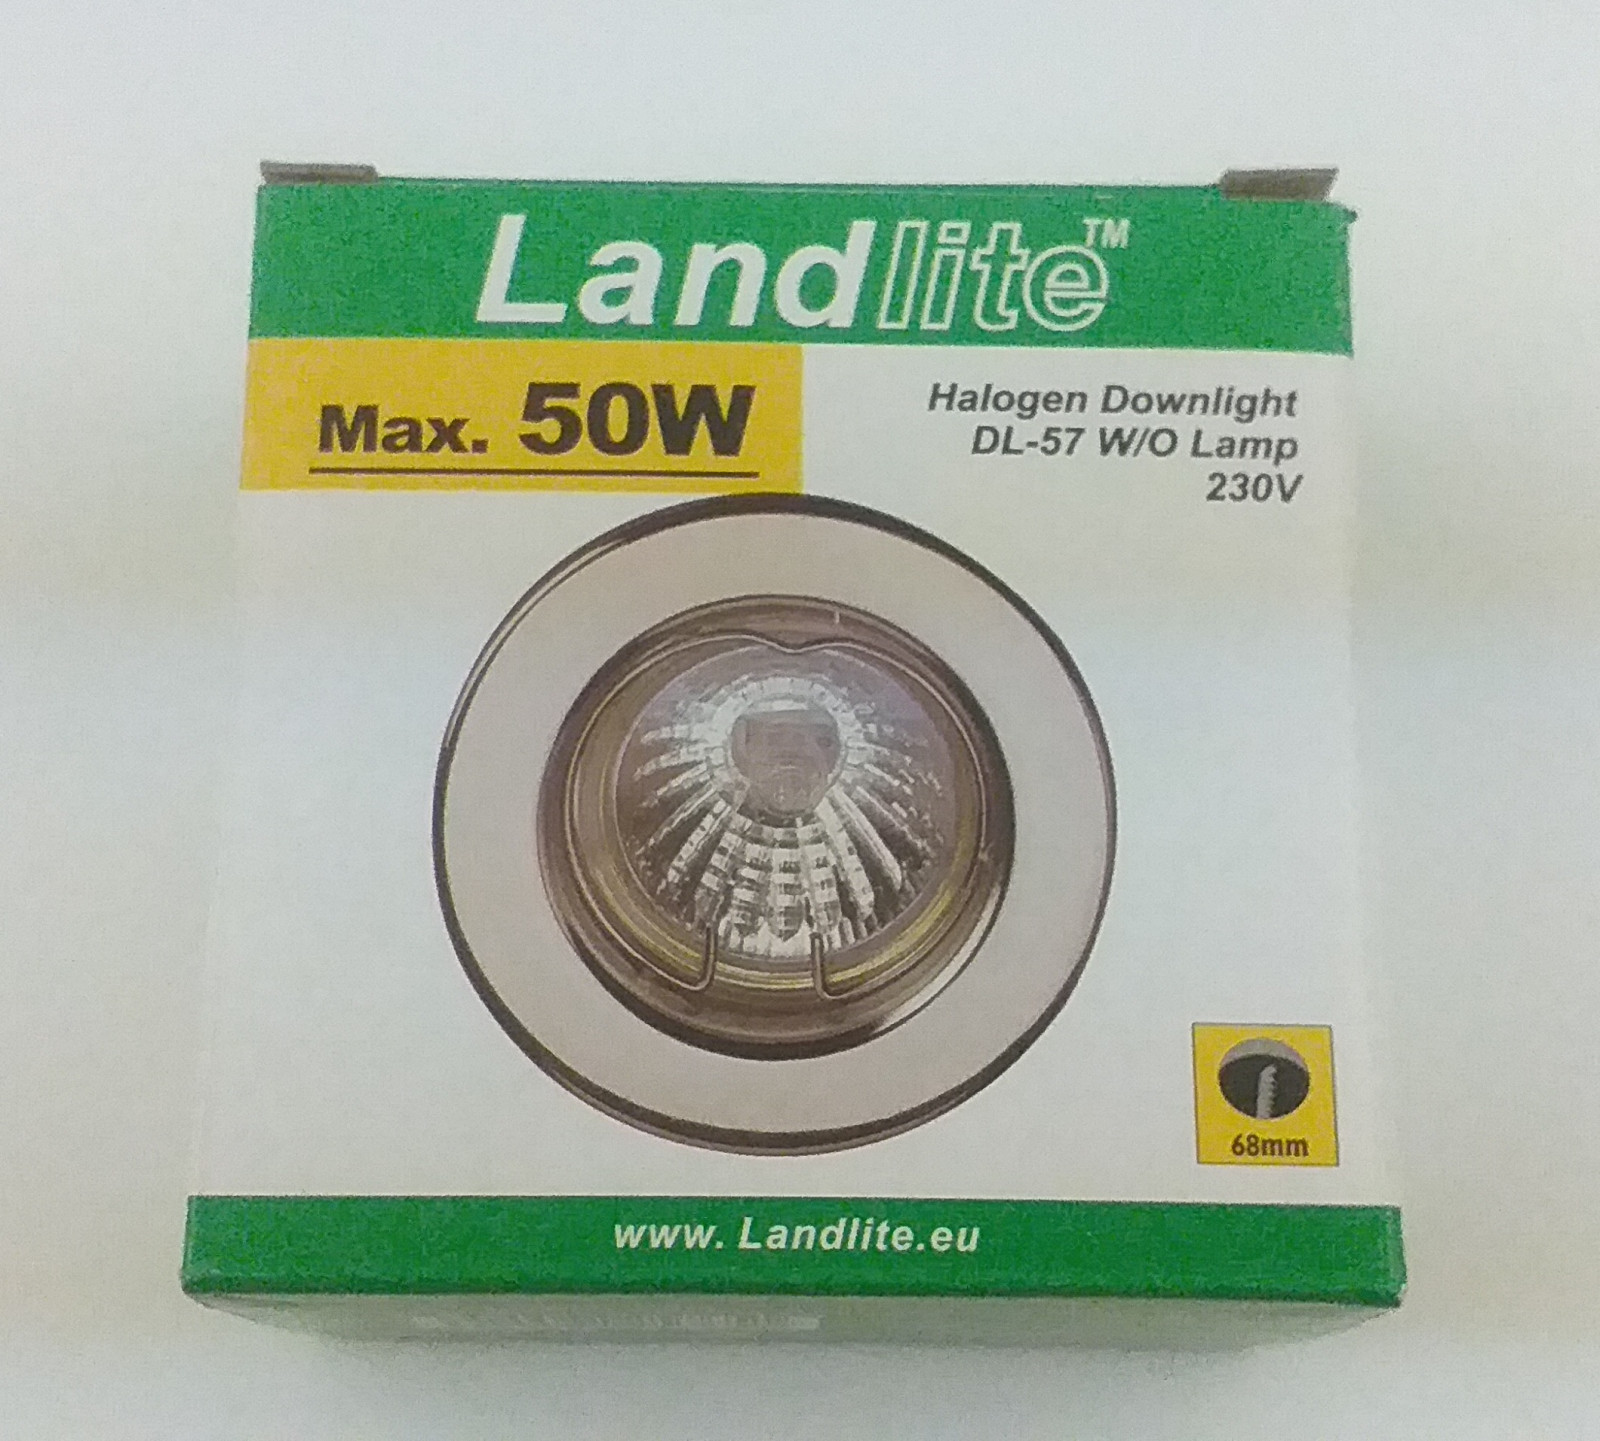 Landlite™
Max. 50W
Halogen Downlight
DL-57 W/O Lamp
230V
68mm
www. Landlite.eu